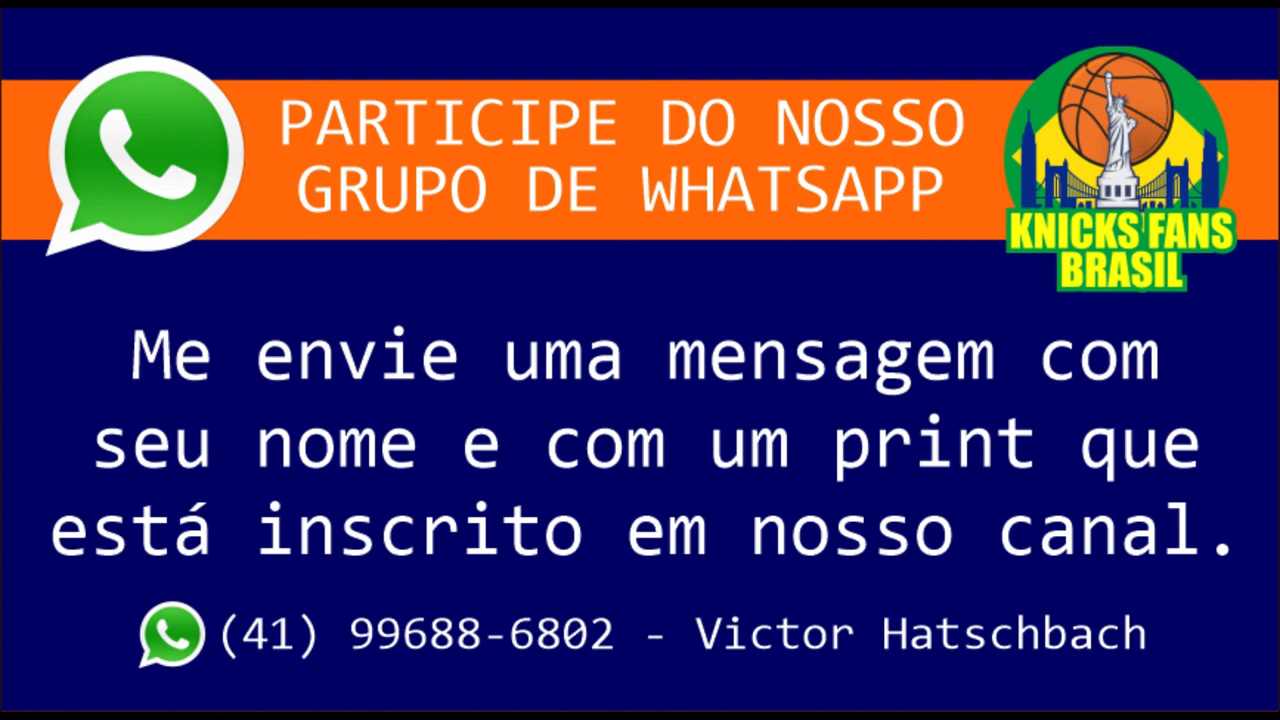 PARTICIPE DO NOSSO
GRUPO DE WHATSAPP
KNICKS FANS
BRASIL
Me envie uma mensagem com
seu nome e com um print que
está inscrito em nosso canal.
(41) 99688-6802 - Victor Hatschbach